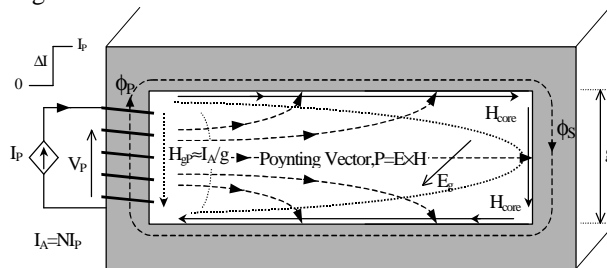 I_P
ΔI
0
ϕ_P
H_core
ϕ_S
I_P
V_P
H_gP=I_A/g
Poynting Vector,P=E×H
E_g
H_core
I_A=NI_P